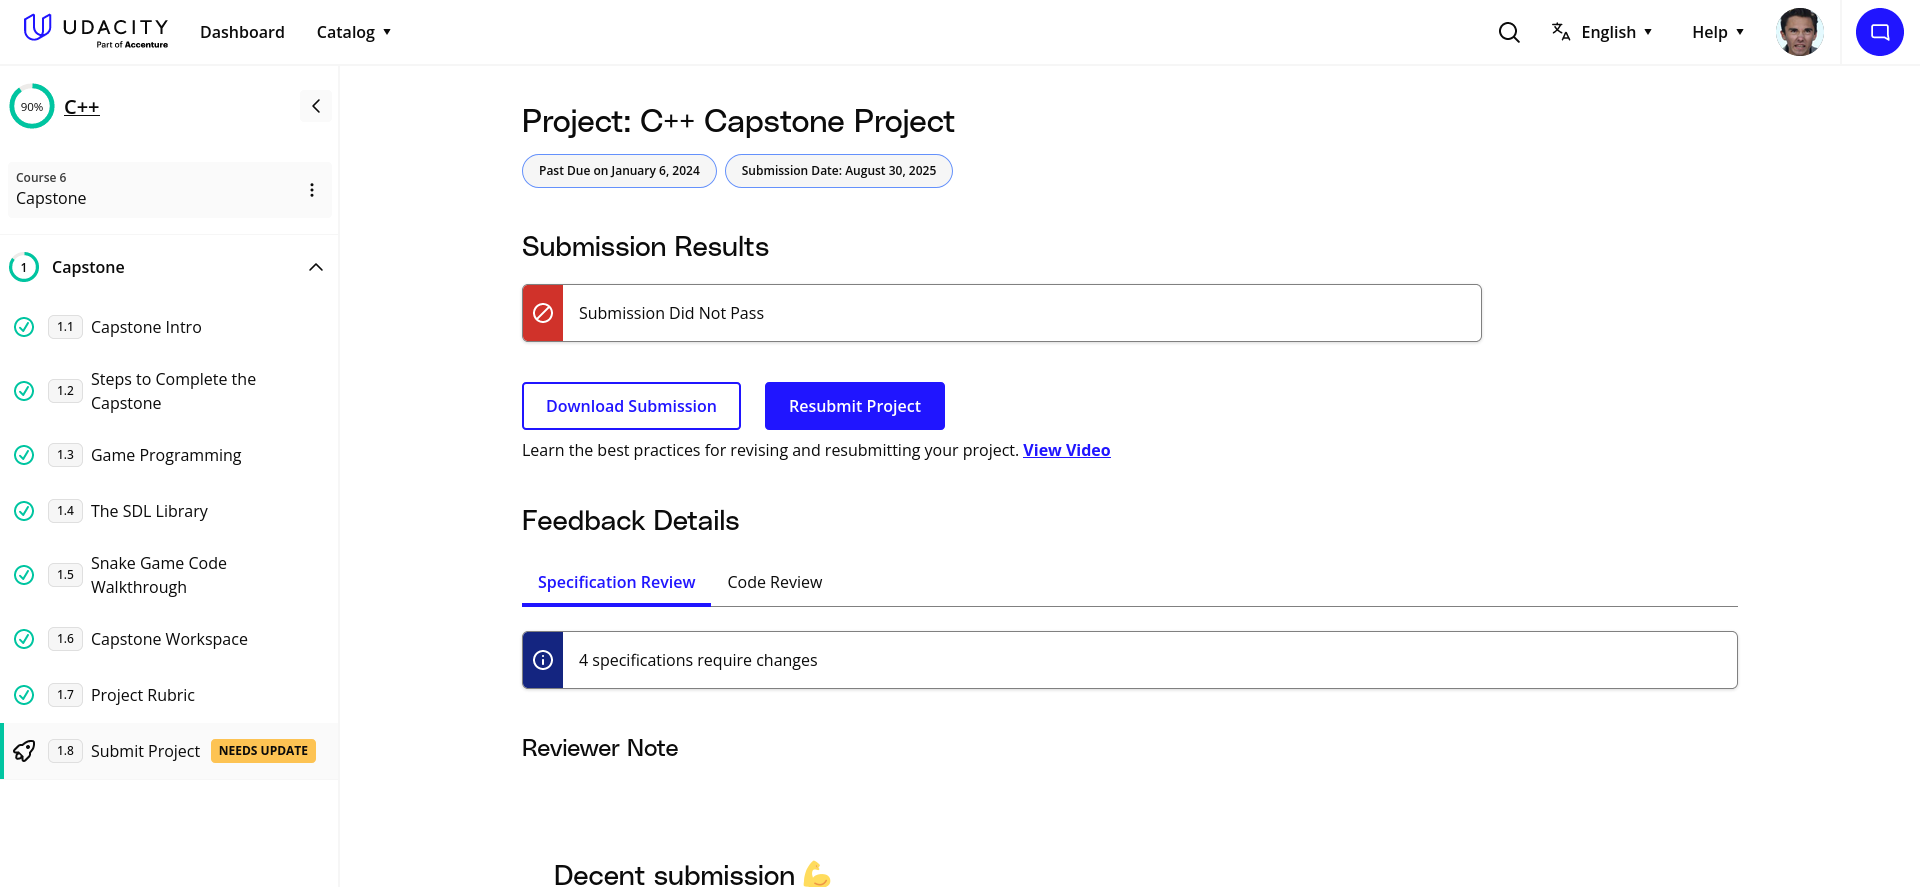 UDACITY
Part of Accenture
Dashboard
Catalog
English
Help
90%
C++
Course 6
Capstone
1
Capstone
1.1 Capstone Intro
1.2 Steps to Complete the
Capstone
1.3 Game Programming
1.4 The SDL Library
1.5 Snake Game Code
Walkthrough
1.6 Capstone Workspace
1.7 Project Rubric
1.8 Submit Project NEEDS UPDATE
Project: C++ Capstone Project
Past Due on January 6, 2024
Submission Date: August 30, 2025
Submission Results
Submission Did Not Pass
Download Submission
Resubmit Project
Learn the best practices for revising and resubmitting your project. View Video
Feedback Details
Specification Review
Code Review
4 specifications require changes
Reviewer Note
Decent submission 💪